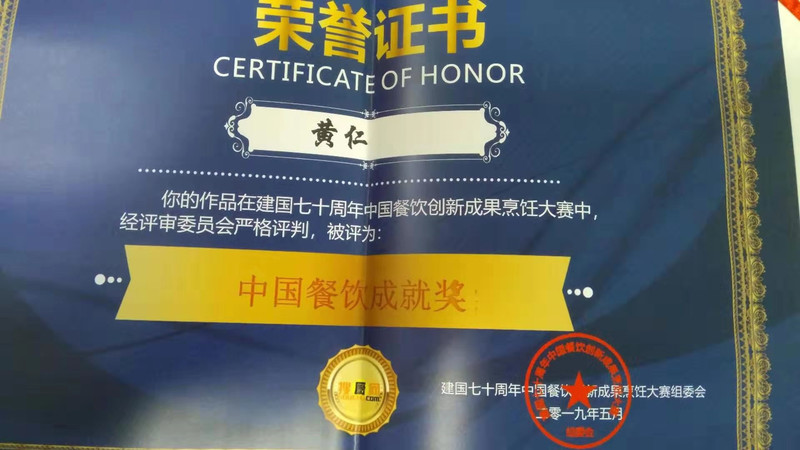 荣誉证书
CERTIFICATE OF HONOR
黄仁
你的作品在建国七十周年中国餐饮创新成果烹饪大赛中，
经评审委员会严格评判，被评为：
中国餐饮成就奖
建国七十周年中国餐饮创新成果烹饪大赛组委会
二零一九年五月